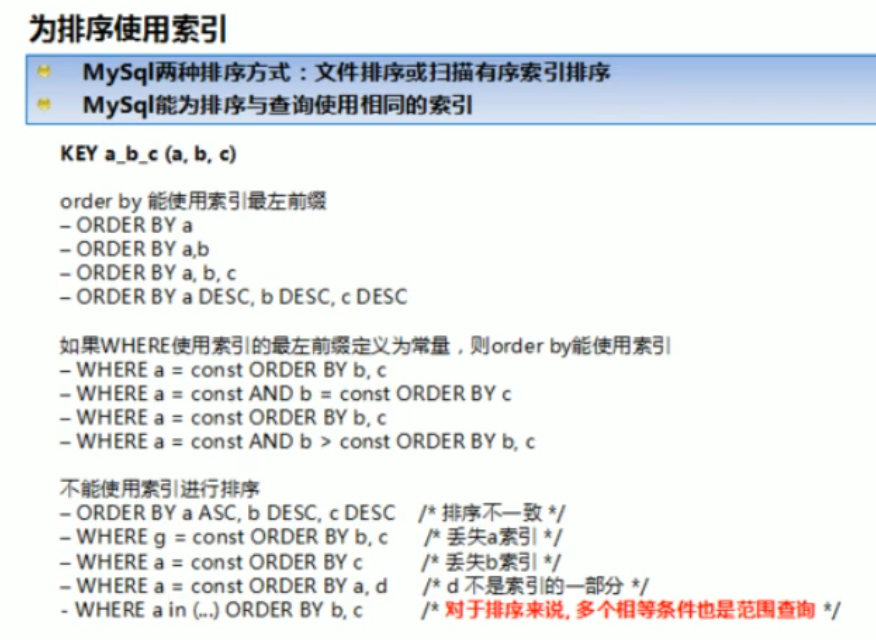 为排序使用索引
MySql两种排序方式：文件排序或扫描有序索引排序
MySql能为排序与查询使用相同的索引
KEY a_b_c (a, b, c)
order by 能使用索引最左前缀
– ORDER BY a
– ORDER BY a,b
– ORDER BY a, b, c
– ORDER BY a DESC, b DESC, c DESC
如果WHERE使用索引的最左前缀定义为常量，则order by能使用索引
– WHERE a = const ORDER BY b, c
– WHERE a = const AND b = const ORDER BY c
– WHERE a = const ORDER BY b, c
– WHERE a = const AND b > const ORDER BY b, c
不能使用索引进行排序
– ORDER BY a ASC, b DESC, c DESC /* 排序不一致 */
– WHERE g = const ORDER BY b, c /* 丢失a索引 */
– WHERE a = const ORDER BY c /* 丢失b索引 */
– WHERE a = const ORDER BY a, d /* d 不是索引的一部分 */
- WHERE a in (...) ORDER BY b, c /* 对于排序来说, 多个相等条件也是范围查询 */